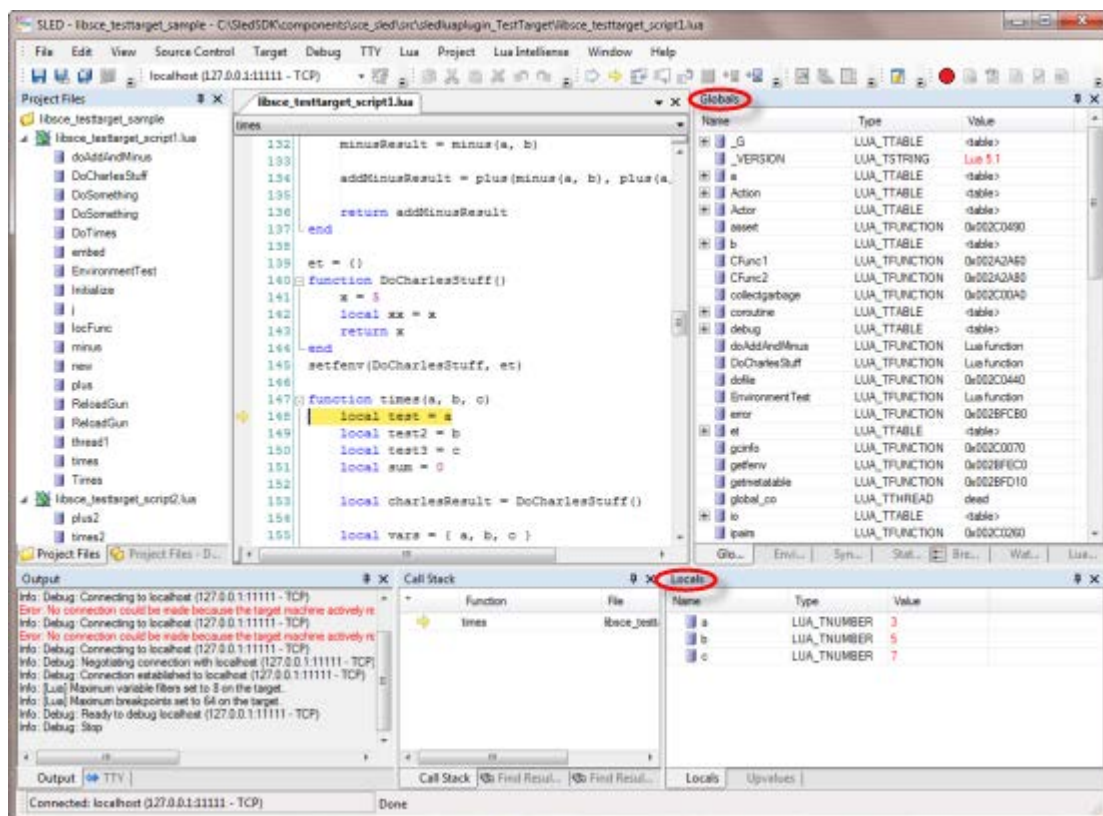 SLED - libsce_testtarget_sample - C:\SledSDK\components\sce_sled\src\sledluaplugin_TestTarget\libsce_testtarget_script1.lua
File Edit View Source Control Target Debug TTY Lua Project Lua Intellisense Window Help
localhost (127.0.0.1:11111 - TCP)
Project Files
libsce_testtarget_sample
libsce_testtarget_script1.lua
doAddAndMinus
DoCharlesStuff
DoSomething
DoSomething
DoTimes
embed
EnvironmentTest
Initialize
j
locFunc
minus
new
plus
ReloadGun
ReloadGun
thread1
times
Times
libsce_testtarget_script2.lua
plus2
times2
Project Files Project Files - D...
libsce_testtarget_script1.lua
times
132 minusResult = minus(a, b)
133
134 addMinusResult = plus(minus(a, b), plus(a,
135
136 return addMinusResult
137 end
138
139 et = {}
140 function DoCharlesStuff()
141 x = 5
142 local xx = x
143 return x
144 end
145 setfenv(DoCharlesStuff, et)
146
147 function times(a, b, c)
148 local test = a
149 local test2 = b
150 local test3 = c
151 local sum = 0
152
153 local charlesResult = DoCharlesStuff()
154
155 local vars = { a, b, c }
Globals
Name Type Value
_G LUA_TTABLE <table>
_VERSION LUA_TSTRING Lua 5.1
a LUA_TTABLE <table>
Action LUA_TTABLE <table>
Actor LUA_TTABLE <table>
assert LUA_TFUNCTION 0x002C0490
b LUA_TTABLE <table>
CFunc1 LUA_TFUNCTION 0x002A2A60
CFunc2 LUA_TFUNCTION 0x002A2A80
collectgarbage LUA_TFUNCTION 0x002C00A0
coroutine LUA_TTABLE <table>
debug LUA_TTABLE <table>
doAddAndMinus LUA_TFUNCTION Lua function
DoCharlesStuff LUA_TFUNCTION Lua function
dofile LUA_TFUNCTION 0x002C0440
EnvironmentTest LUA_TFUNCTION Lua function
error LUA_TFUNCTION 0x002BFCB0
et LUA_TTABLE <table>
gcinfo LUA_TFUNCTION 0x002C0070
getfenv LUA_TFUNCTION 0x002BFEC0
getmetatable LUA_TFUNCTION 0x002BFD10
global_co LUA_TTHREAD dead
io LUA_TTABLE <table>
ipairs LUA_TFUNCTION 0x002C0260
Glo... Envi... Syn... Stat... Bre... Wat... Lua...
Output
Info: Debug: Connecting to localhost (127.0.0.1:11111 - TCP)
Error: No connection could be made because the target machine actively re
Info: Debug: Connecting to localhost (127.0.0.1:11111 - TCP)
Error: No connection could be made because the target machine actively re
Info: Debug: Connecting to localhost (127.0.0.1:11111 - TCP)
Info: Debug: Negotiating connection with localhost (127.0.0.1:11111 - TCP)
Info: Debug: Connection established to localhost (127.0.0.1:11111 - TCP)
Info: [Lua] Maximum variable filters set to 8 on the target.
Info: [Lua] Maximum breakpoints set to 64 on the target.
Info: Debug: Ready to debug localhost (127.0.0.1:11111 - TCP)
Info: Debug: Stop
Output TTY
Call Stack
* Function File
times libsce_testt
Call Stack Find Resul... Find Resul...
Locals
Name Type Value
a LUA_TNUMBER 3
b LUA_TNUMBER 5
c LUA_TNUMBER 7
Locals Upvalues
Connected: localhost (127.0.0.1:11111 - TCP) Done